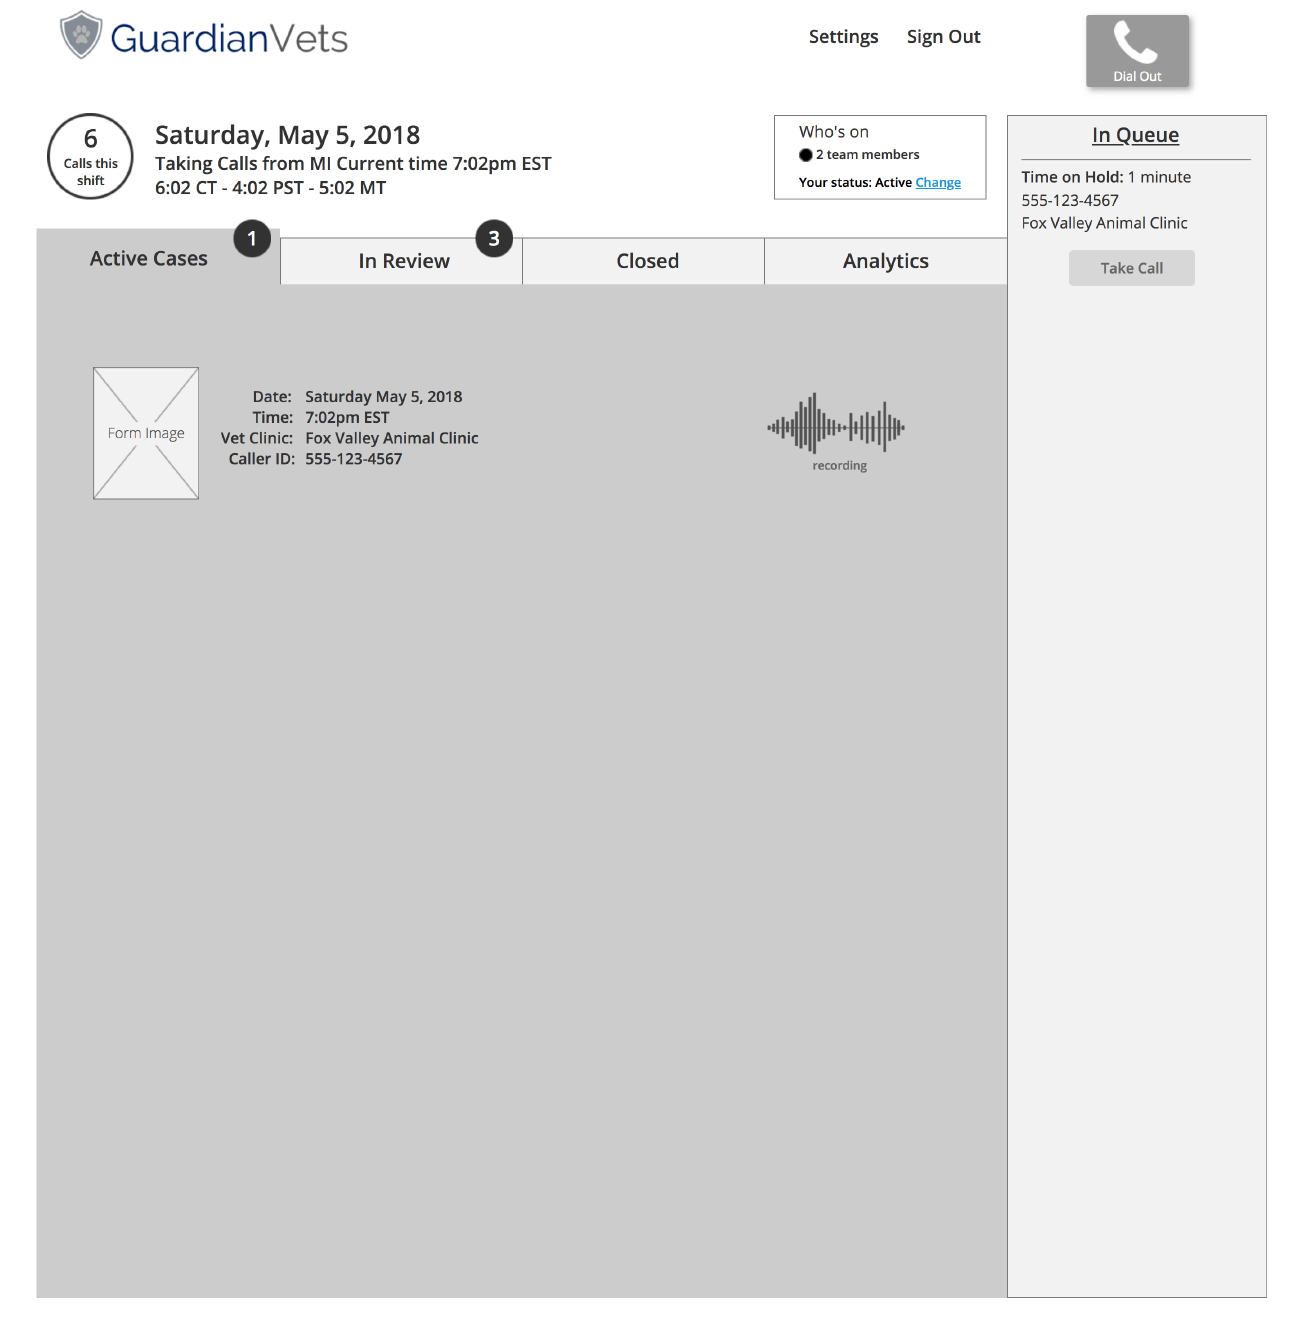 GuardianVets
Settings
Sign Out
Dial Out
6
Calls this
shift
Saturday, May 5, 2018
Taking Calls from MI Current time 7:02pm EST
6:02 CT - 4:02 PST - 5:02 MT
Who's on
2 team members
Your status: Active Change
In Queue
Time on Hold: 1 minute
555-123-4567
Fox Valley Animal Clinic
Take Call
Active Cases
1
In Review
3
Closed
Analytics
Form Image
Date: Saturday May 5, 2018
Time: 7:02pm EST
Vet Clinic: Fox Valley Animal Clinic
Caller ID: 555-123-4567
recording